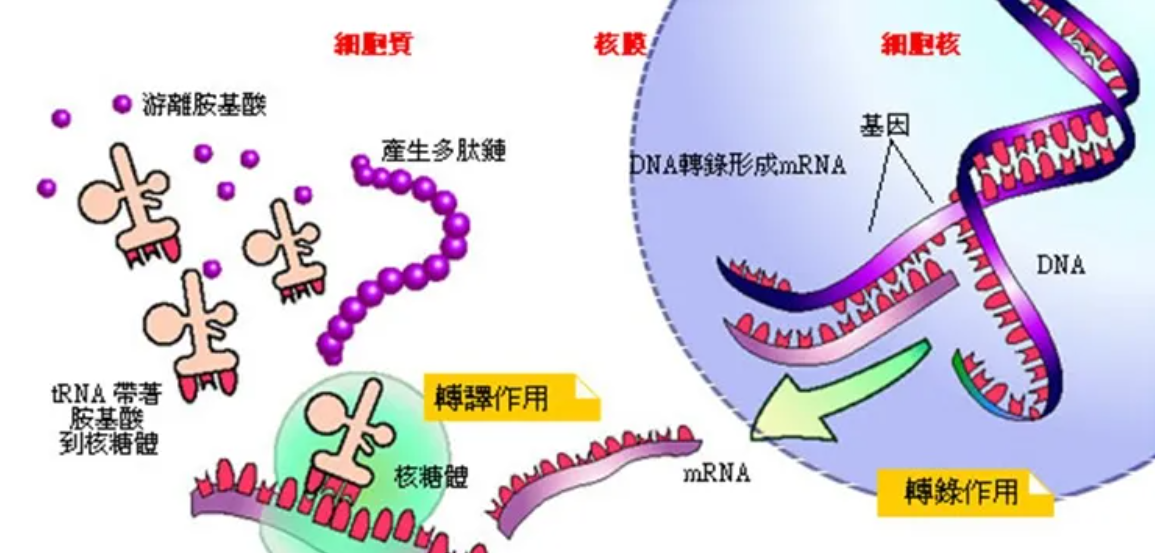 細胞質
核膜
細胞核
游離胺基酸
產生多肽鏈
基因
DNA轉錄形成mRNA
DNA
tRNA 帶著
胺基酸
到核糖體
轉譯作用
核糖體
mRNA
轉錄作用